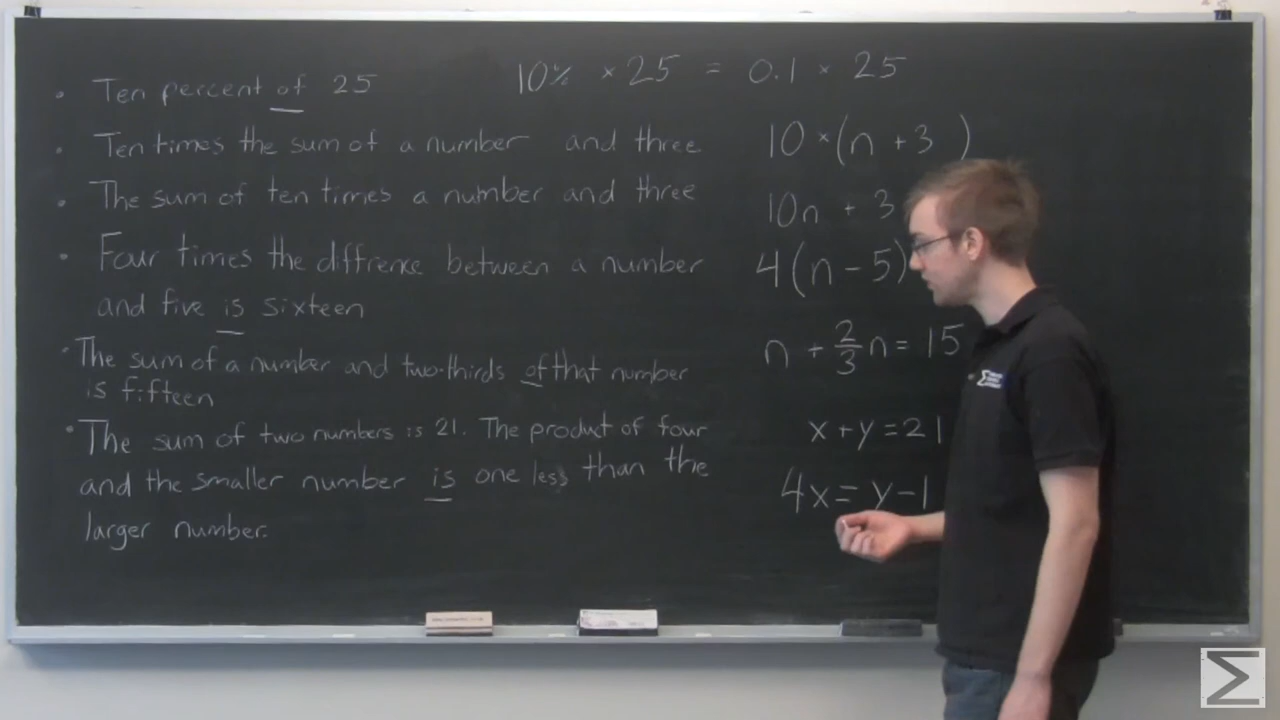 • Ten percent of 25 10% × 25 = 0.1 × 25
• Ten times the sum of a number and three 10 × (n + 3 )
• The sum of ten times a number and three 10n + 3
• Four times the diffrence between a number 4(n - 5)
and five is sixteen
• The sum of a number and two-thirds of that number n + 2/3 n = 15
is fifteen
• The sum of two numbers is 21. The product of four x + y = 21
and the smaller number is one less than the 4x = y - 1
larger number.
Σ